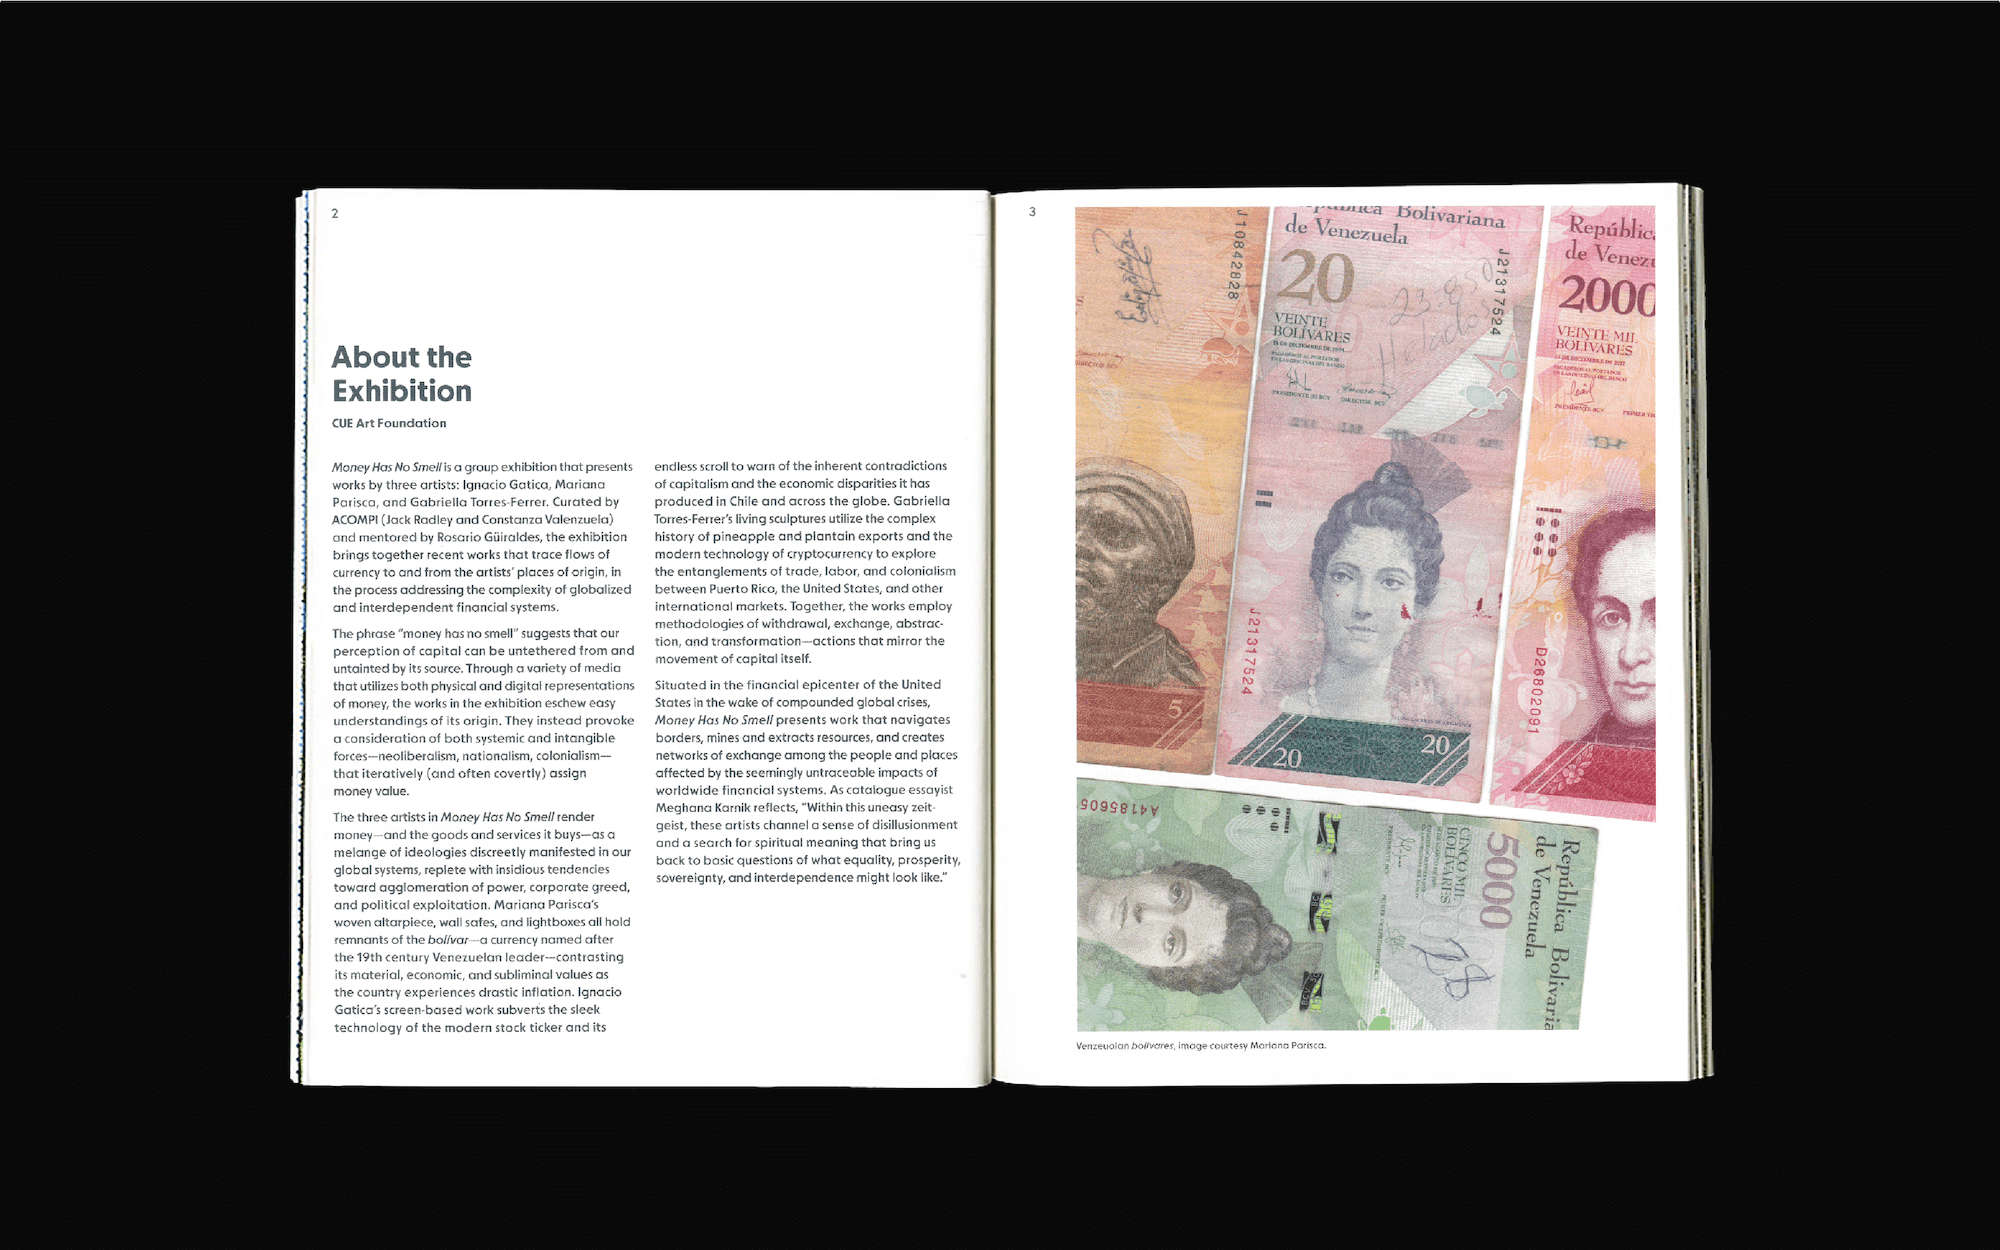 2
About the
Exhibition
CUE Art Foundation
Money Has No Smell is a group exhibition that presents
works by three artists: Ignacio Gatica, Mariana
Parisca, and Gabriella Torres-Ferrer. Curated by
ACOMPI (Jack Radley and Constanza Valenzuela)
and mentored by Rosario Güiraldes, the exhibition
brings together recent works that trace flows of
currency to and from the artists' places of origin, in
the process addressing the complexity of globalized
and interdependent financial systems.
The phrase "money has no smell" suggests that our
perception of capital can be untethered from and
untainted by its source. Through a variety of media
that utilizes both physical and digital representations
of money, the works in the exhibition eschew easy
understandings of its origin. They instead provoke
a consideration of both systemic and intangible
forces—neoliberalism, nationalism, colonialism—
that iteratively (and often covertly) assign
money value.
The three artists in Money Has No Smell render
money—and the goods and services it buys—as a
melange of ideologies discreetly manifested in our
global systems, replete with insidious tendencies
toward agglomeration of power, corporate greed,
and political exploitation. Mariana Parisca's
woven altarpiece, wall safes, and lightboxes all hold
remnants of the bolívar—a currency named after
the 19th century Venezuelan leader—contrasting
its material, economic, and subliminal values as
the country experiences drastic inflation. Ignacio
Gatica's screen-based work subverts the sleek
technology of the modern stock ticker and its
endless scroll to warn of the inherent contradictions
of capitalism and the economic disparities it has
produced in Chile and across the globe. Gabriella
Torres-Ferrer's living sculptures utilize the complex
history of pineapple and plantain exports and the
modern technology of cryptocurrency to explore
the entanglements of trade, labor, and colonialism
between Puerto Rico, the United States, and other
international markets. Together, the works employ
methodologies of withdrawal, exchange, abstrac-
tion, and transformation—actions that mirror the
movement of capital itself.
Situated in the financial epicenter of the United
States in the wake of compounded global crises,
Money Has No Smell presents work that navigates
borders, mines and extracts resources, and creates
networks of exchange among the people and places
affected by the seemingly untraceable impacts of
worldwide financial systems. As catalogue essayist
Meghana Karnik reflects, "Within this uneasy zeit-
geist, these artists channel a sense of disillusionment
and a search for spiritual meaning that bring us
back to basic questions of what equality, prosperity,
sovereignty, and interdependence might look like."
3
J10842828
5
Bolivariana
de Venezuela
20
VEINTE
BOLÍVARES
PRESIDENTE BCV
DIRECTOR BCV
23.850
Helados
J21317524
J21317524
20
20
Repúblic
de Venezu
2000
VEINTE MIL
BOLÍVARES
PRESIDENTE BCV
D26802091
A4185605
República Bolivaria
de Venezuela
5000
CINCO MIL
BOLÍVARES
BCV
Venezeualan bolívares, image courtesy Mariana Parisca.